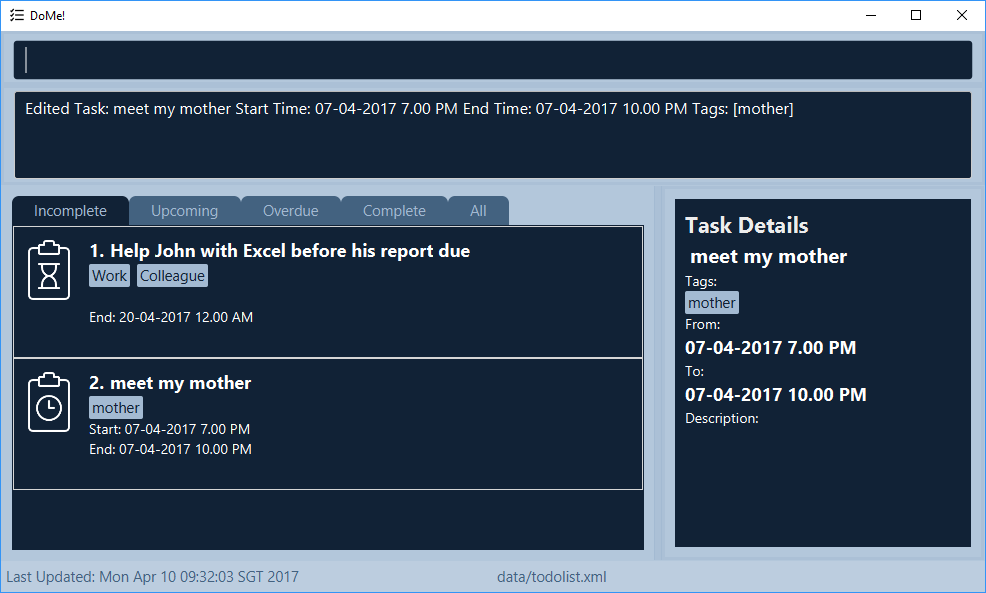 DoMe!
Edited Task: meet my mother Start Time: 07-04-2017 7.00 PM End Time: 07-04-2017 10.00 PM Tags: [mother]
Incomplete Upcoming Overdue Complete All
1. Help John with Excel before his report due
Work Colleague
End: 20-04-2017 12.00 AM
2. meet my mother
mother
Start: 07-04-2017 7.00 PM
End: 07-04-2017 10.00 PM
Task Details
meet my mother
Tags:
mother
From:
07-04-2017 7.00 PM
To:
07-04-2017 10.00 PM
Description:
Last Updated: Mon Apr 10 09:32:03 SGT 2017
data/todolist.xml